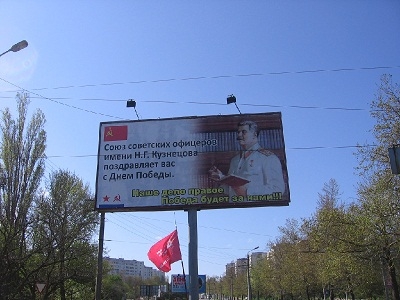 Союз советских офицеров
имени Н.Г. Кузнецова
поздравляет вас
с Днем Победы.
Наше дело правое
Победа будет за нами!!!